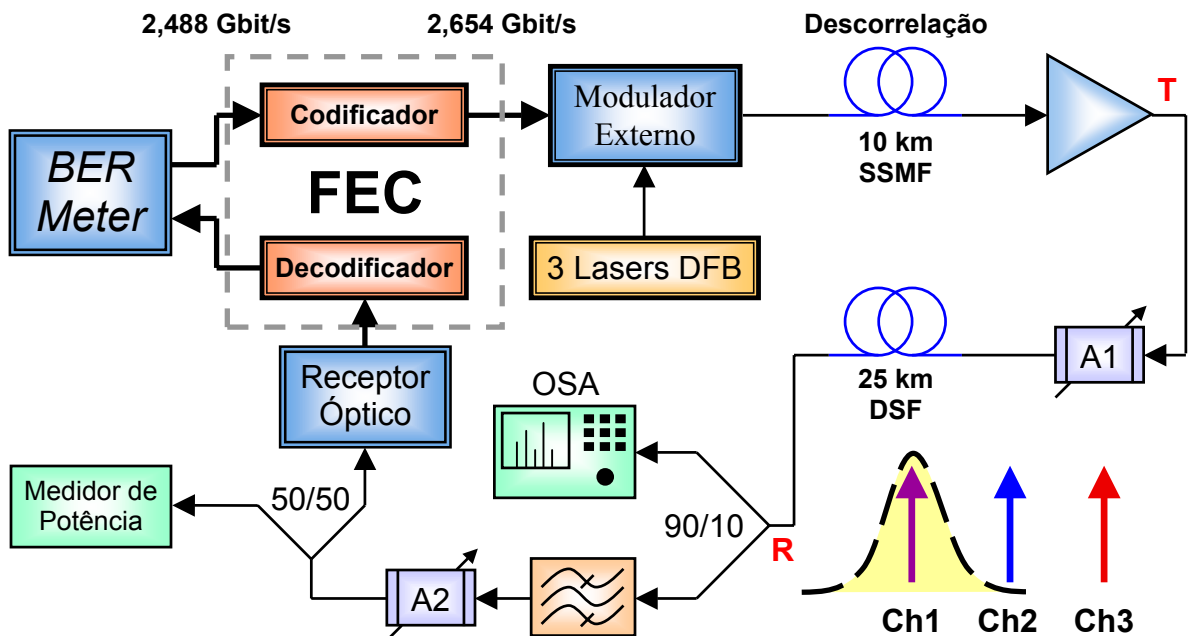 2,488 Gbit/s
2,654 Gbit/s
Descorrelação
Codificador
Modulador
Externo
T
10 km
SSMF
BER
Meter
FEC
Decodificador
3 Lasers DFB
A1
Receptor
Óptico
OSA
25 km
DSF
Medidor de
Potência
50/50
90/10
R
A2
Ch1
Ch2
Ch3